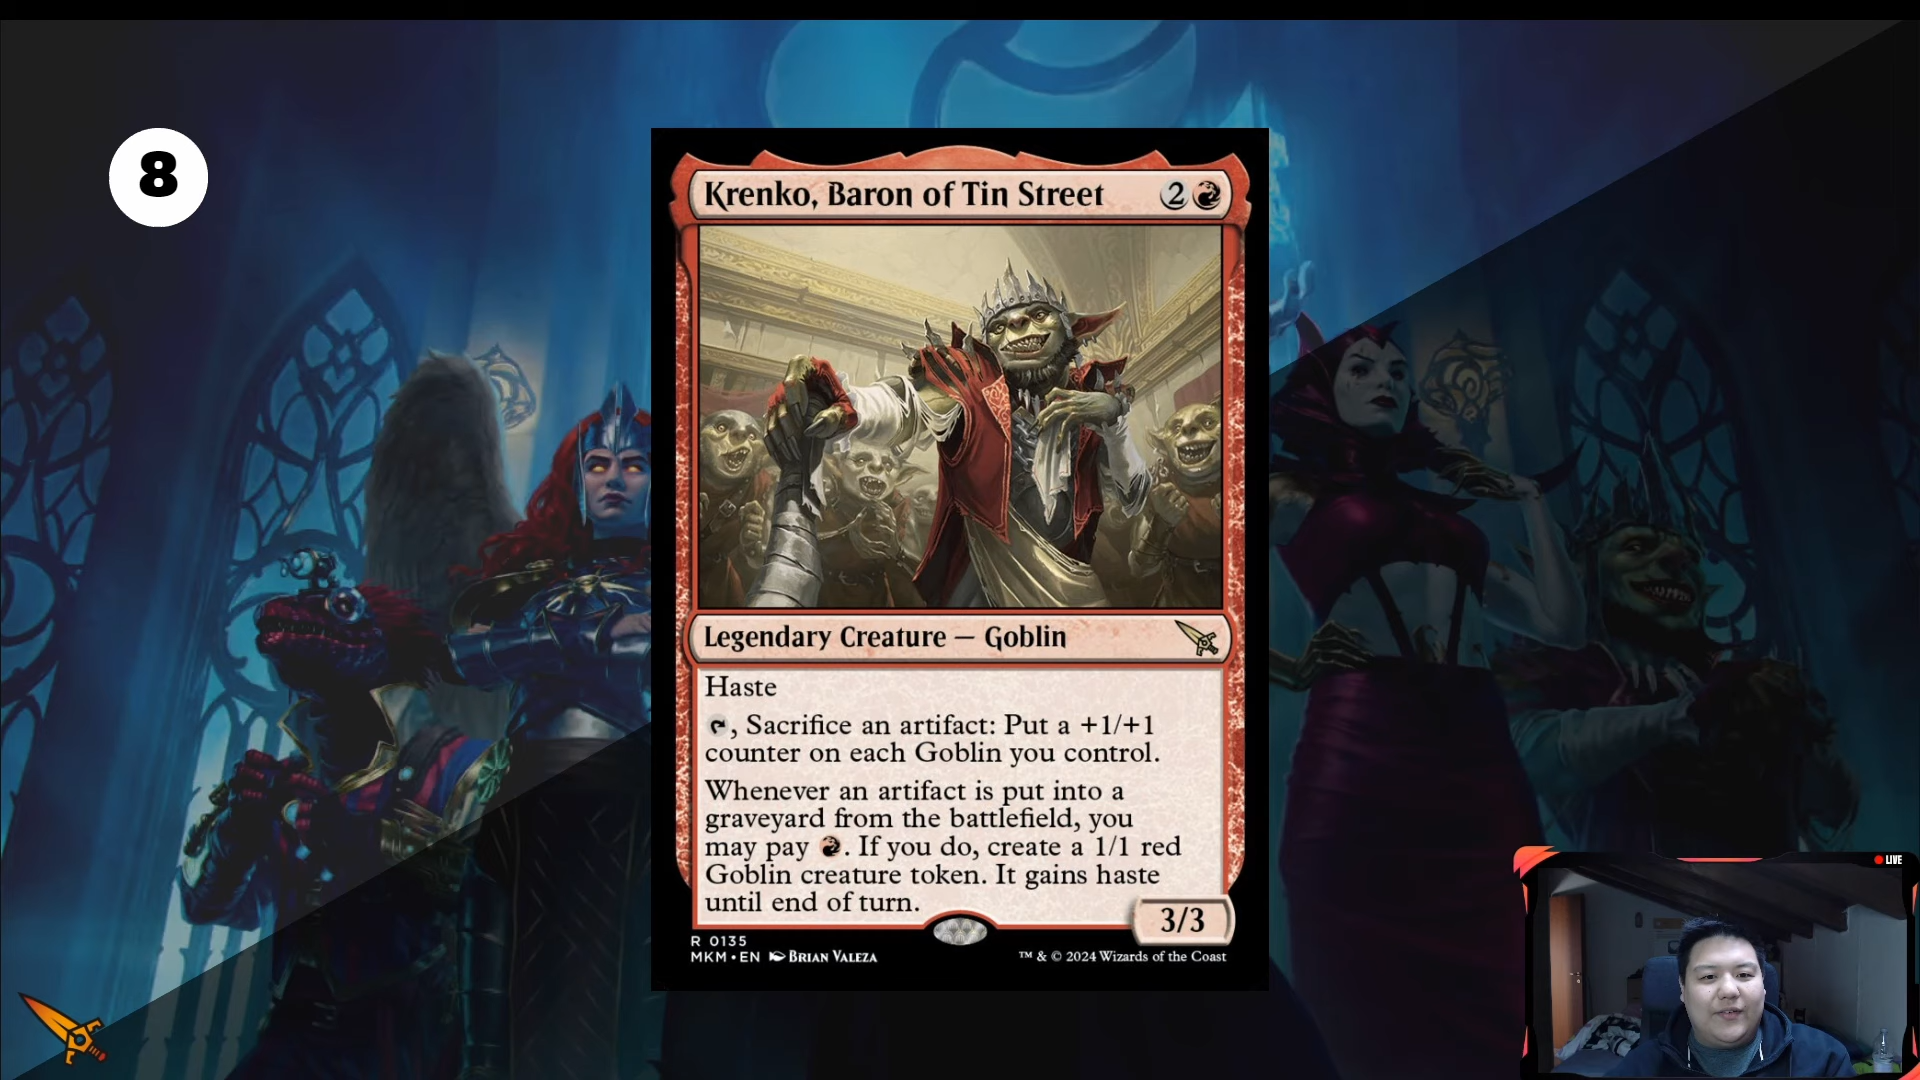 8
Krenko, Baron of Tin Street 2
Legendary Creature — Goblin
Haste
, Sacrifice an artifact: Put a +1/+1
counter on each Goblin you control.
Whenever an artifact is put into a
graveyard from the battlefield, you
may pay . If you do, create a 1/1 red
Goblin creature token. It gains haste
until end of turn.
3/3
R 0135
MKM • EN BRIAN VALEZA
™ & © 2024 Wizards of the Coast
LIVE